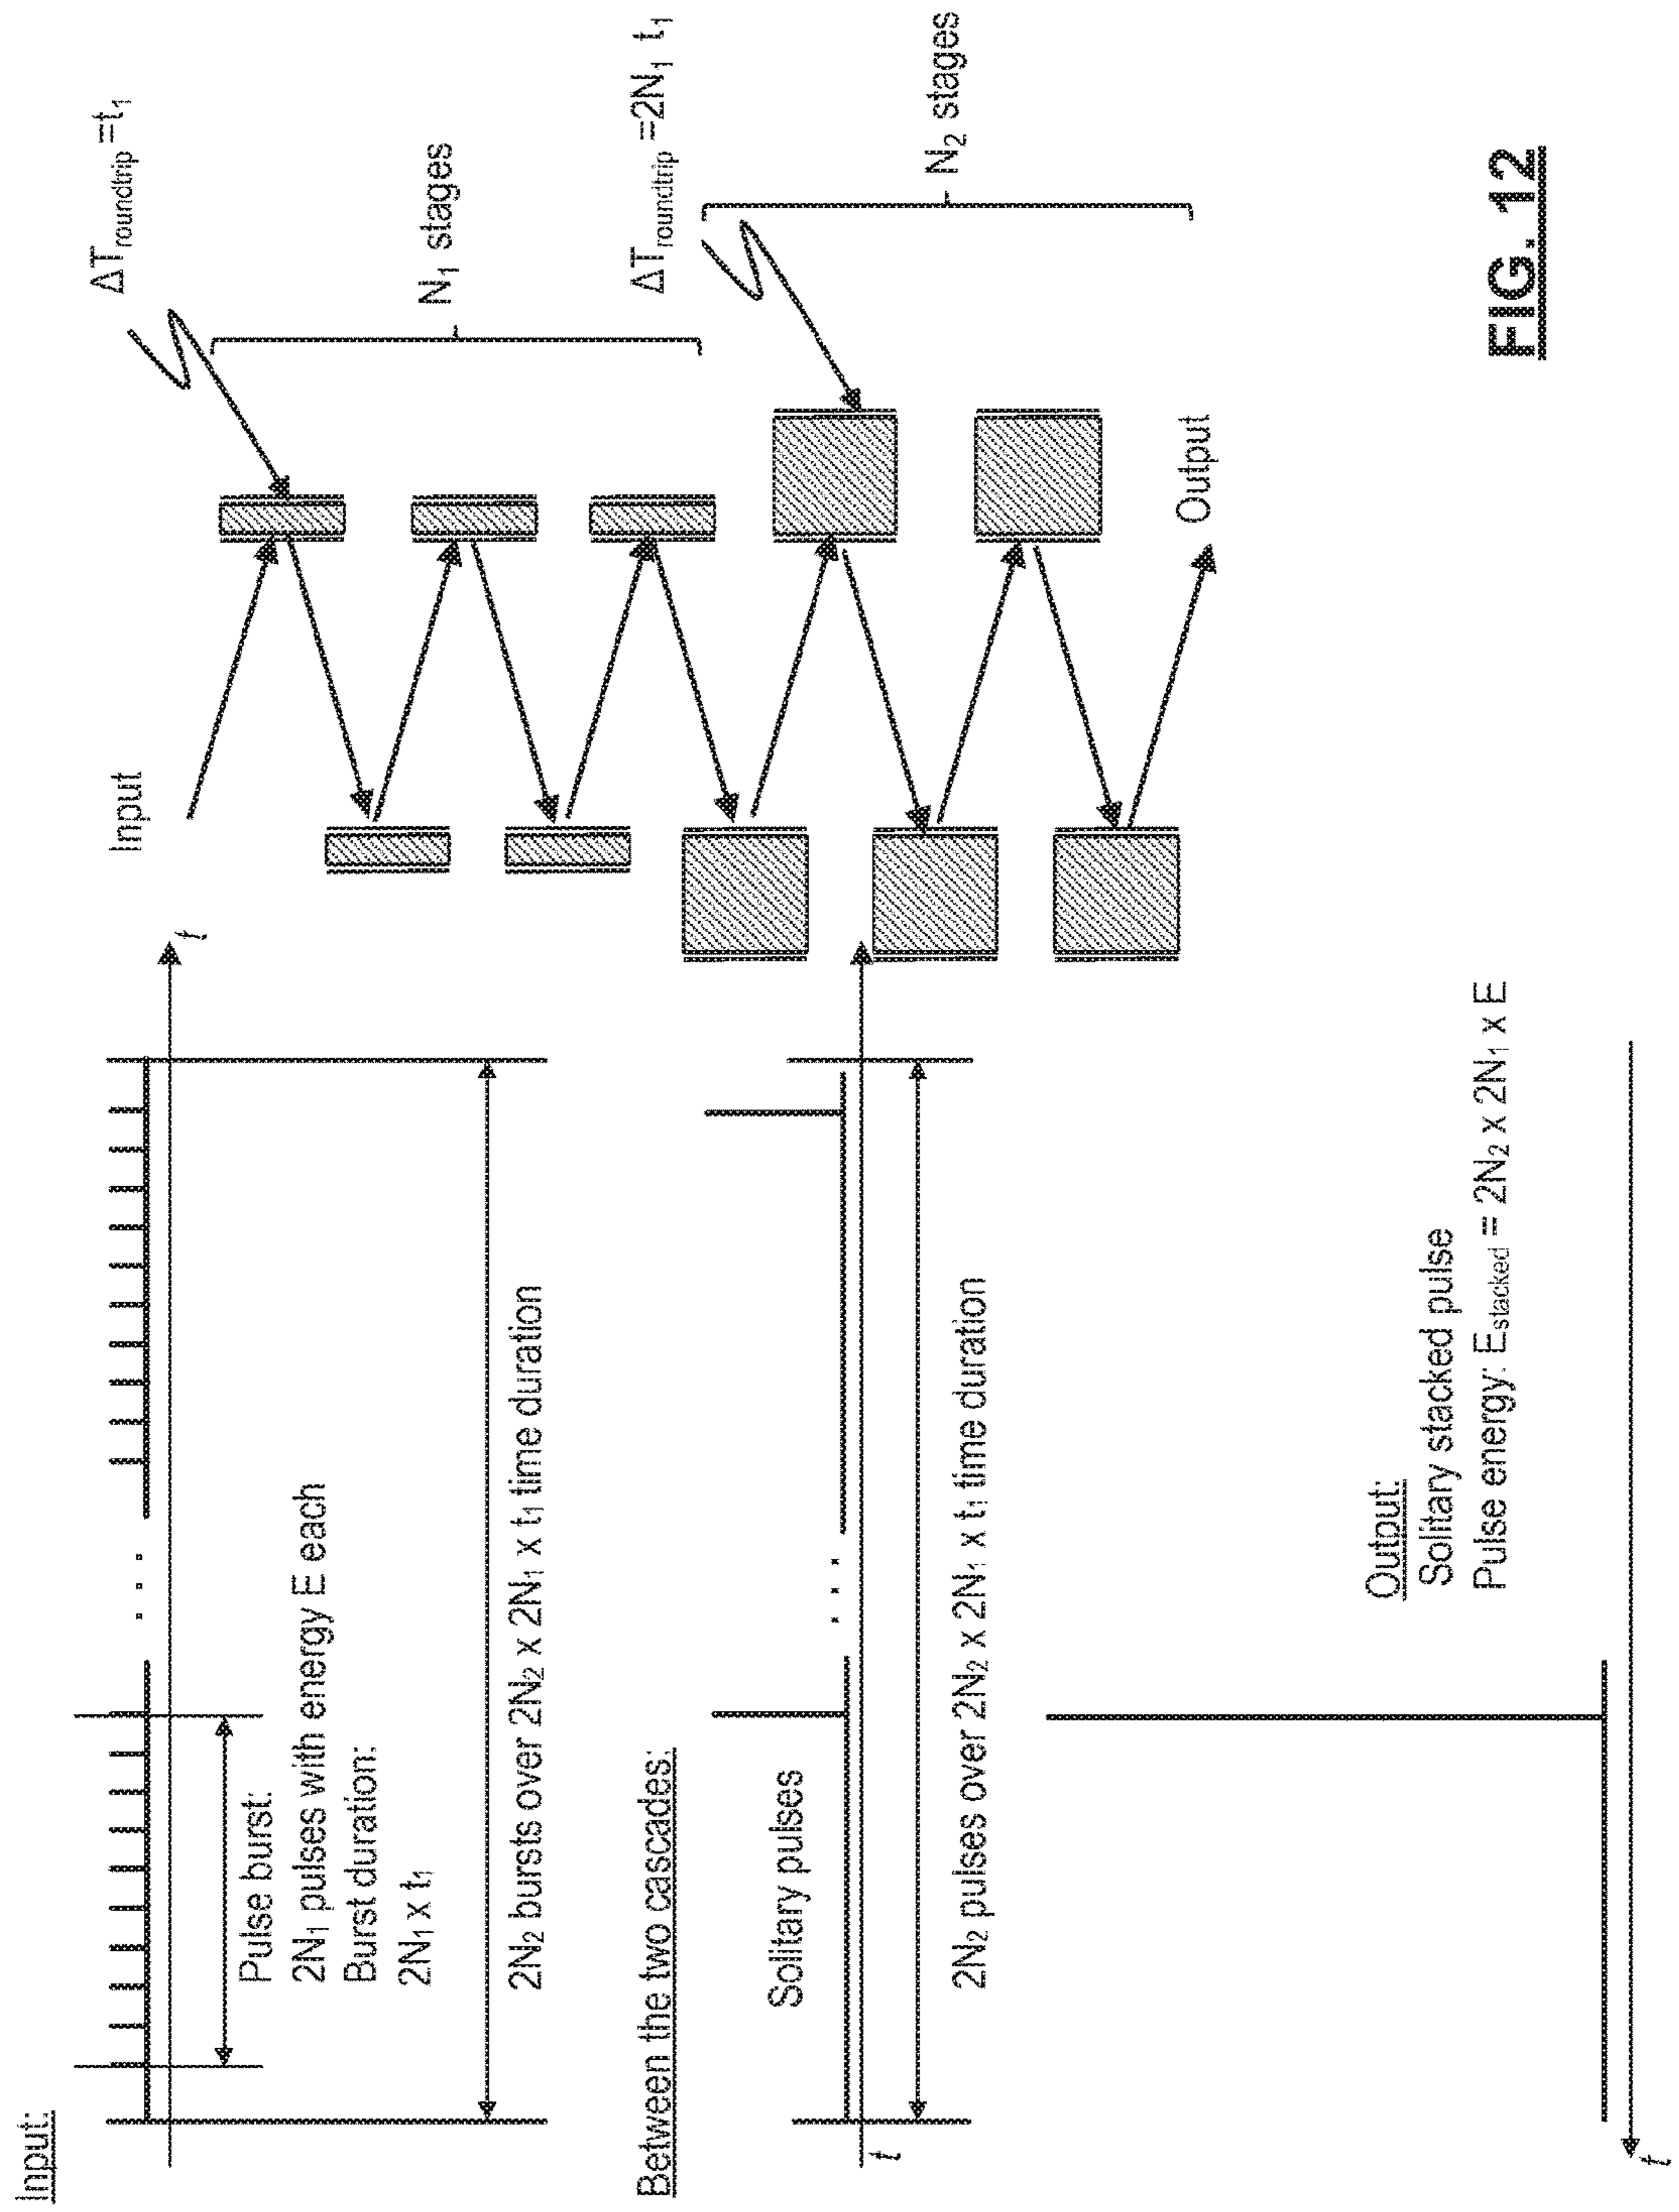 Input:
t
Pulse burst:
2N₁ pulses with energy E each
Burst duration:
2N₁ x t₁
2N₂ bursts over 2N₂ x 2N₁ x t₁ time duration
Between the two cascades:
Solitary pulses
t
2N₂ pulses over 2N₂ x 2N₁ x t₁ time duration
Output:
Solitary stacked pulse
Pulse energy: Estacked = 2N₂ x 2N₁ x E
t
Input
ΔTroundtrip=t₁
N₁ stages
ΔTroundtrip=2N₁ t₁
N₂ stages
Output
FIG. 12